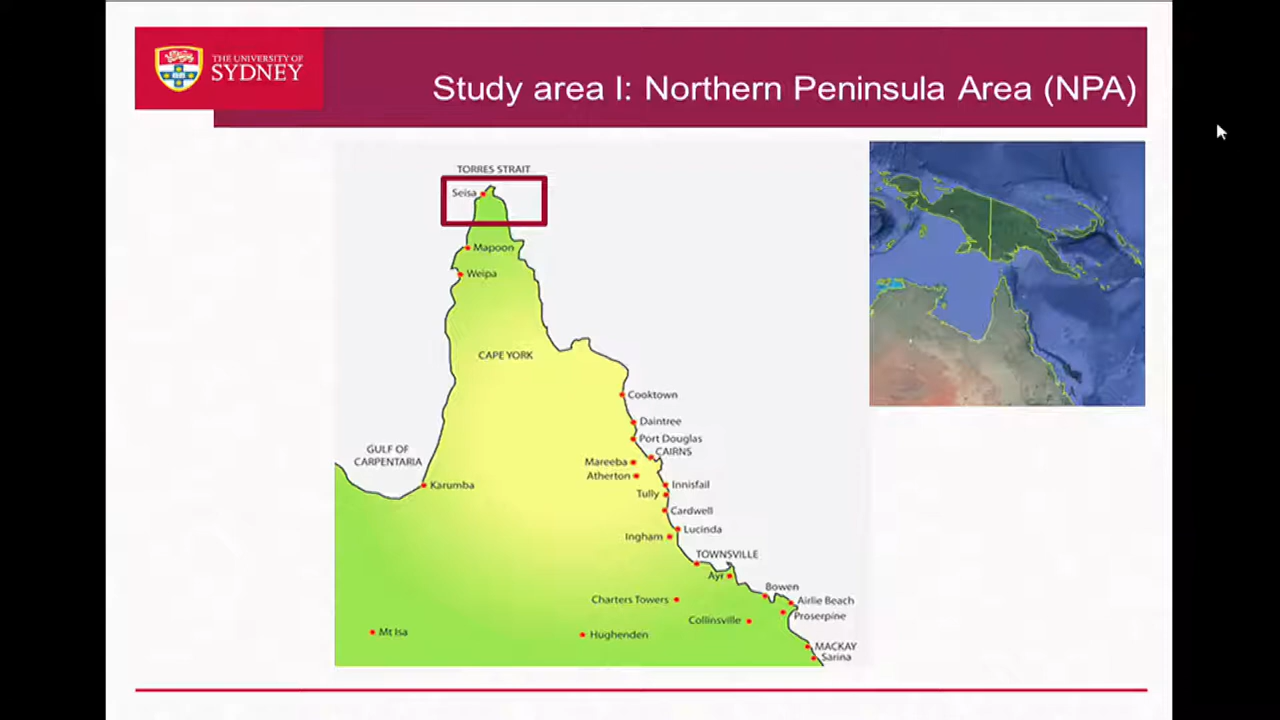 THE UNIVERSITY OF
SYDNEY
Study area I: Northern Peninsula Area (NPA)
TORRES STRAIT
Seisa
Mapoon
Weipa
CAPE YORK
Cooktown
Daintree
Port Douglas
GULF OF
CARPENTARIA
CAIRNS
Mareeba
Atherton
Karumba
Innisfail
Tully
Cardwell
Lucinda
Ingham
TOWNSVILLE
Ayr
Bowen
Charters Towers
Airlie Beach
Collinsville
Proserpine
Mt Isa
Hughenden
MACKAY
Sarina